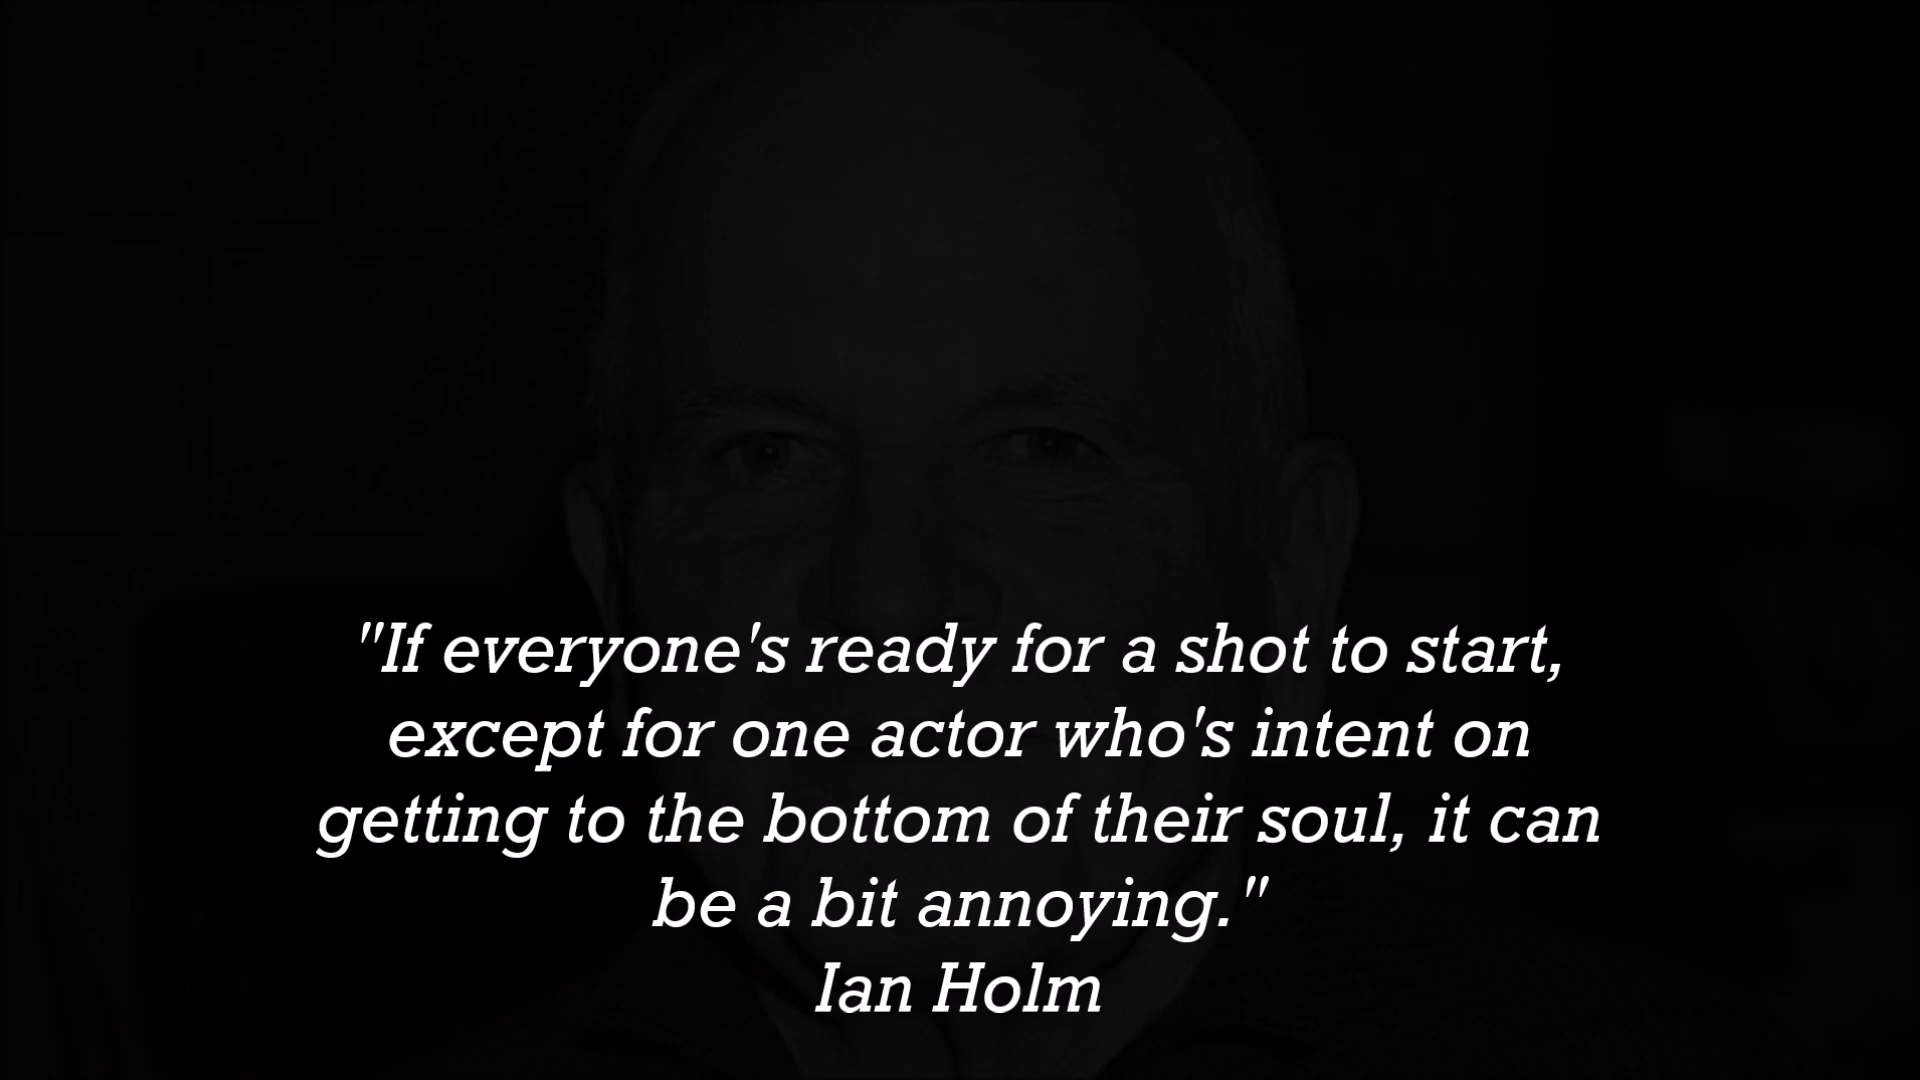 "If everyone's ready for a shot to start,
except for one actor who's intent on
getting to the bottom of their soul, it can
be a bit annoying."
Ian Holm